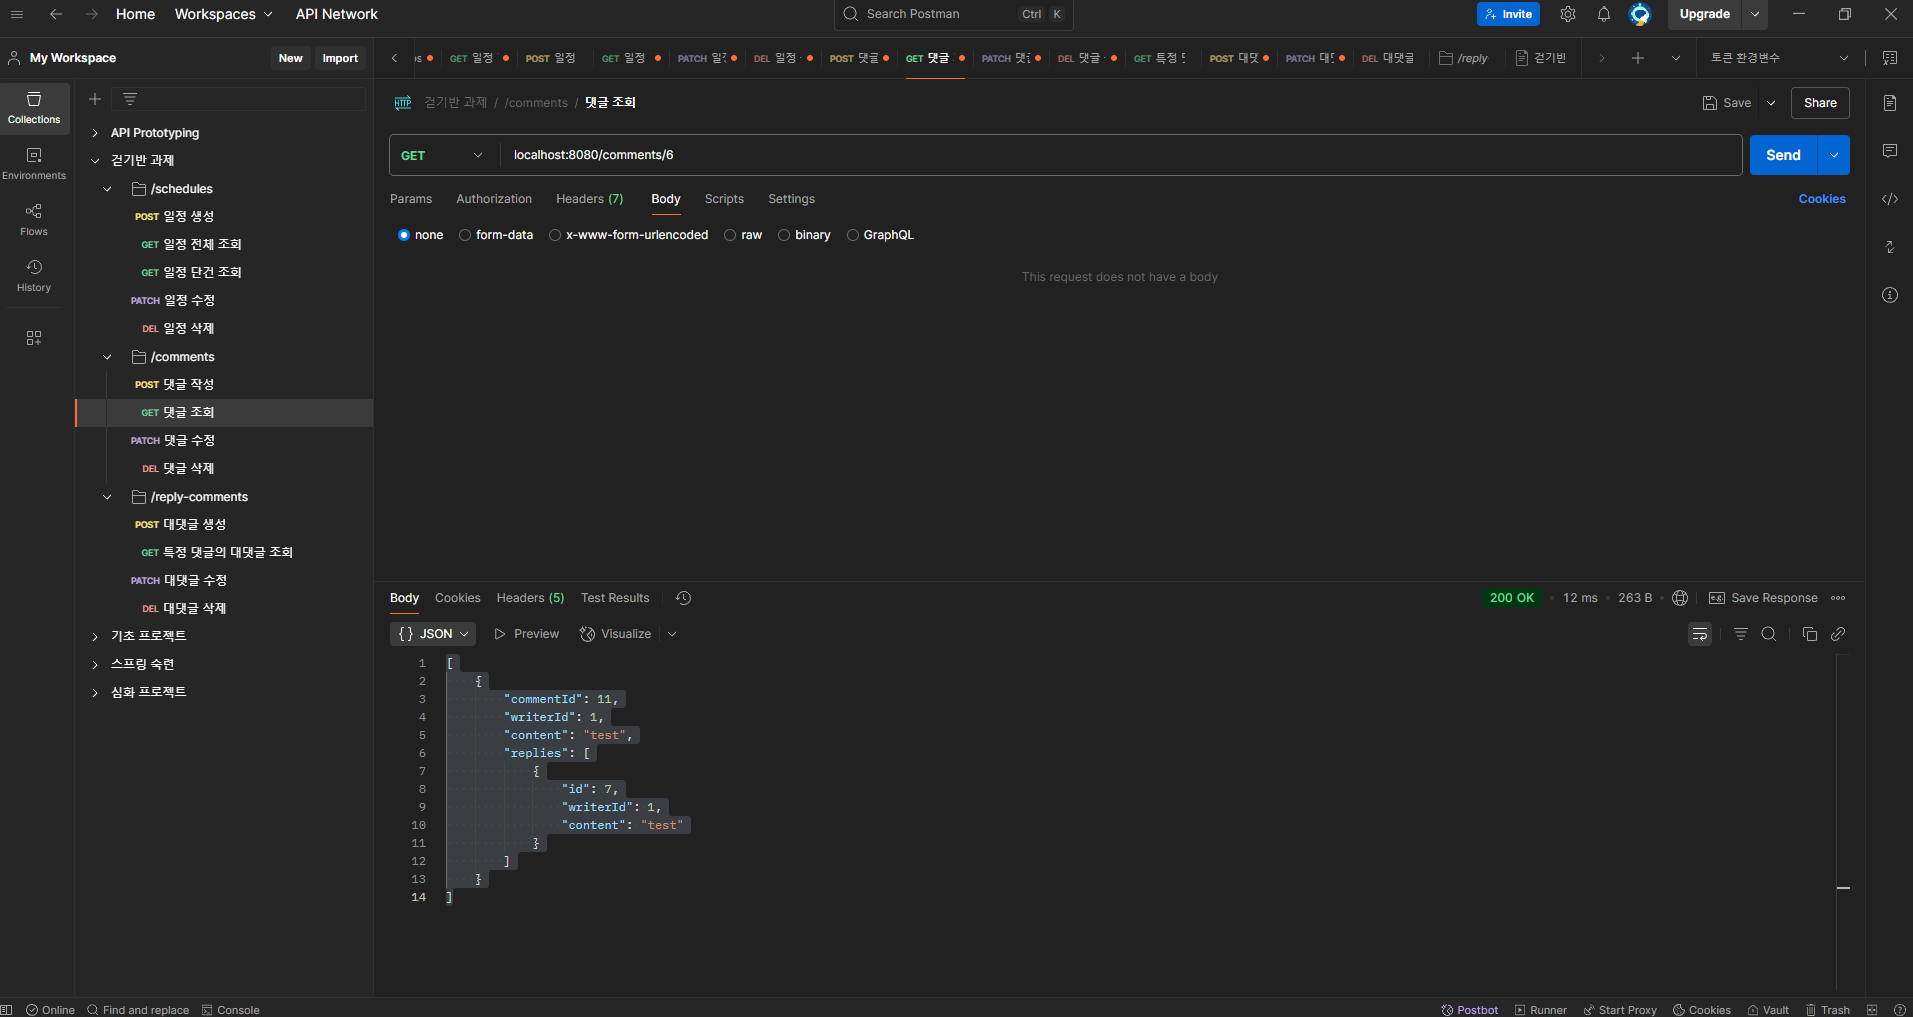 Home Workspaces API Network Search Postman Ctrl K Invite Upgrade
My Workspace New Import
GET 일정 POST 일정 GET 일정 PATCH DEL 일정 POST 댓글 GET 댓글 PATCH DEL 댓글 GET 특정 POST 대댓 PATCH DEL 대댓글 /reply 걷기반 토큰 환경변수
Collections
Environments
Flows
History
API Prototyping
걷기반 과제
/schedules
POST 일정 생성
GET 일정 전체 조회
GET 일정 단건 조회
PATCH 일정 수정
DEL 일정 삭제
/comments
POST 댓글 작성
GET 댓글 조회
PATCH 댓글 수정
DEL 댓글 삭제
/reply-comments
POST 대댓글 생성
GET 특정 댓글의 대댓글 조회
PATCH 대댓글 수정
DEL 대댓글 삭제
기초 프로젝트
스프링 숙련
심화 프로젝트
HTTP 걷기반 과제 / /comments / 댓글 조회 Save Share
GET localhost:8080/comments/6 Send
Params Authorization Headers (7) Body Scripts Settings Cookies
none form-data x-www-form-urlencoded raw binary GraphQL
This request does not have a body
Body Cookies Headers (5) Test Results 200 OK 12 ms 263 B e.g. Save Response
{} JSON Preview Visualize
1 [
2 {
3 "commentId": 11,
4 "writerId": 1,
5 "content": "test",
6 "replies": [
7 {
8 "id": 7,
9 "writerId": 1,
10 "content": "test"
11 }
12 ]
13 }
14 ]
Online Find and replace Console Postbot Runner Start Proxy Cookies Vault Trash